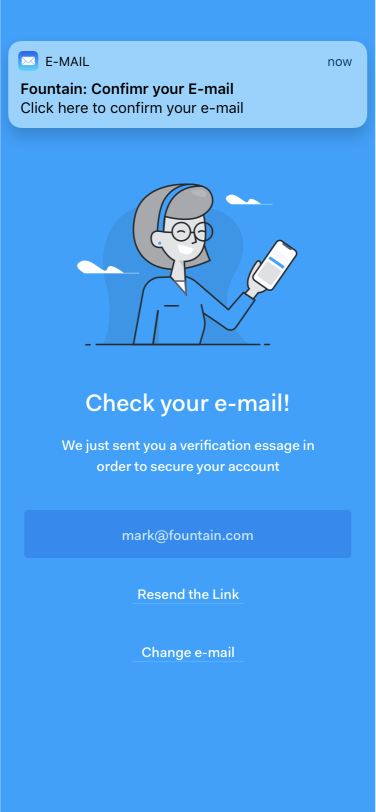 E-MAIL now
Fountain: Confimr your E-mail
Click here to confirm your e-mail
Check your e-mail!
We just sent you a verification essage in
order to secure your account
mark@fountain.com
Resend the Link
Change e-mail